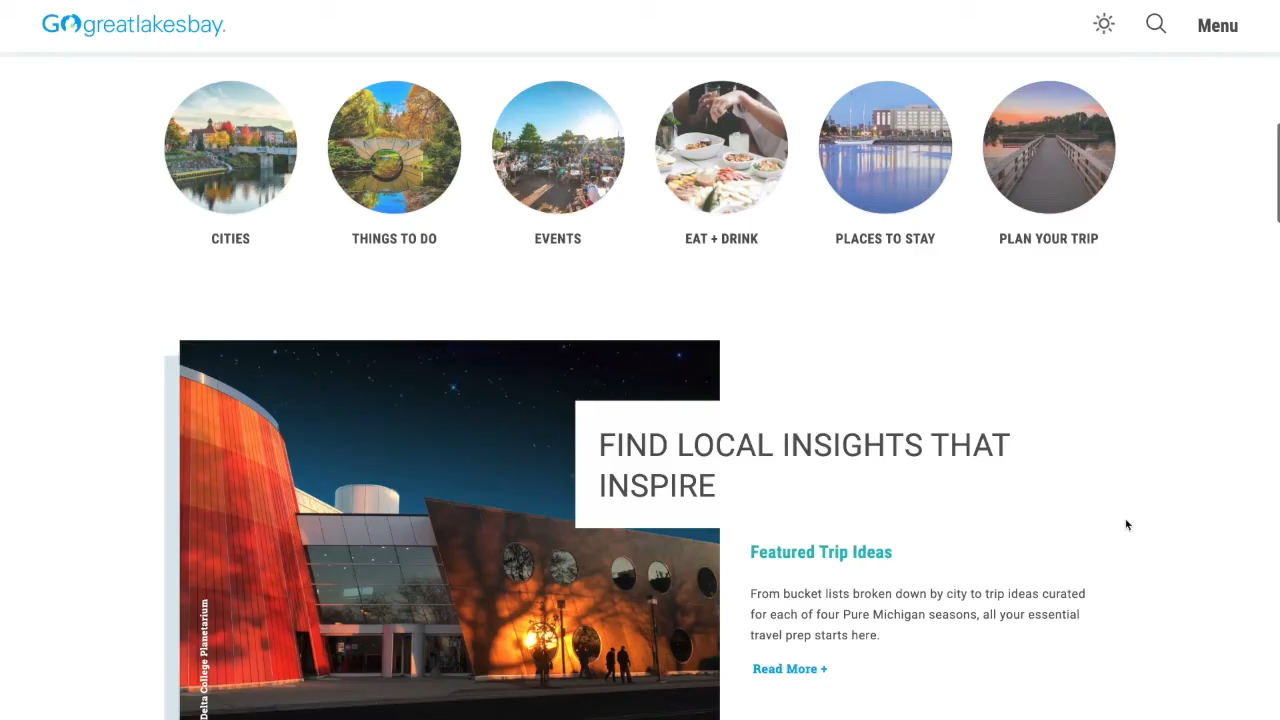 GOgreatlakesbay.
Menu
CITIES
THINGS TO DO
EVENTS
EAT + DRINK
PLACES TO STAY
PLAN YOUR TRIP
FIND LOCAL INSIGHTS THAT
INSPIRE
Featured Trip Ideas
From bucket lists broken down by city to trip ideas curated
for each of four Pure Michigan seasons, all your essential
travel prep starts here.
Read More +
Delta College Planetarium